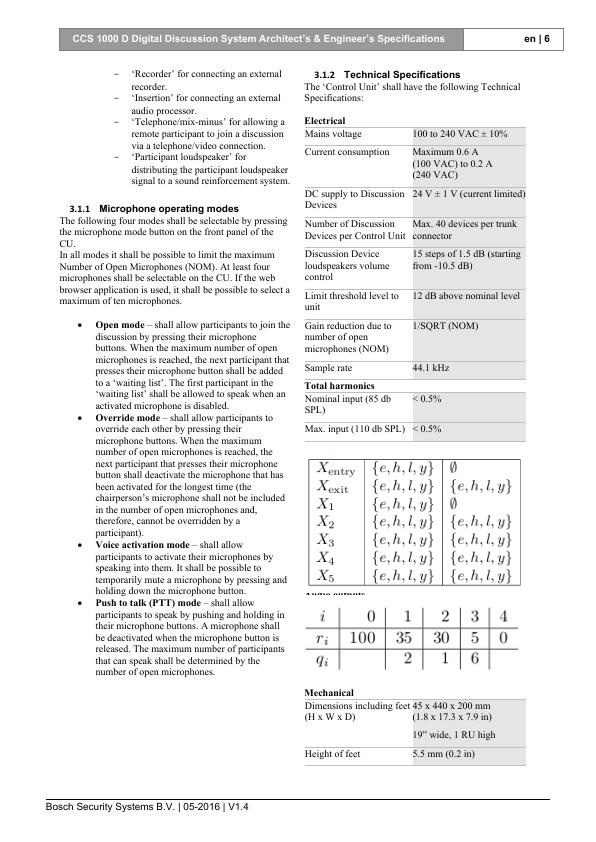 CCS 1000 D Digital Discussion System Architect's & Engineer's Specifications
en | 6
– 'Recorder' for connecting an external
recorder.
– 'Insertion' for connecting an external
audio processor.
– 'Telephone/mix-minus' for allowing a
remote participant to join a discussion
via a telephone/video connection.
– 'Participant loudspeaker' for
distributing the participant loudspeaker
signal to a sound reinforcement system.
3.1.1 Microphone operating modes
The following four modes shall be selectable by pressing
the microphone mode button on the front panel of the
CU.
In all modes it shall be possible to limit the maximum
Number of Open Microphones (NOM). At least four
microphones shall be selectable on the CU. If the web
browser application is used, it shall be possible to select a
maximum of ten microphones.
• Open mode – shall allow participants to join the
discussion by pressing their microphone
buttons. When the maximum number of open
microphones is reached, the next participant that
presses their microphone button shall be added
to a 'waiting list'. The first participant in the
'waiting list' shall be allowed to speak when an
activated microphone is disabled.
• Override mode – shall allow participants to
override each other by pressing their
microphone buttons. When the maximum
number of open microphones is reached, the
next participant that presses their microphone
button shall deactivate the microphone that has
been activated for the longest time (the
chairperson's microphone shall not be included
in the number of open microphones and,
therefore, cannot be overridden by a
participant).
• Voice activation mode – shall allow
participants to activate their microphones by
speaking into them. It shall be possible to
temporarily mute a microphone by pressing and
holding down the microphone button.
• Push to talk (PTT) mode – shall allow
participants to speak by pushing and holding in
their microphone buttons. A microphone shall
be deactivated when the microphone button is
released. The maximum number of participants
that can speak shall be determined by the
number of open microphones.
3.1.2 Technical Specifications
The 'Control Unit' shall have the following Technical
Specifications:
Electrical
Mains voltage 100 to 240 VAC ± 10%
Current consumption Maximum 0.6 A
(100 VAC) to 0.2 A
(240 VAC)
DC supply to Discussion 24 V ± 1 V (current limited)
Devices
Number of Discussion Max. 40 devices per trunk
Devices per Control Unit connector
Discussion Device 15 steps of 1.5 dB (starting
loudspeakers volume from -10.5 dB)
control
Limit threshold level to 12 dB above nominal level
unit
Gain reduction due to 1/SQRT (NOM)
number of open
microphones (NOM)
Sample rate 44.1 kHz
Total harmonics
Nominal input (85 db < 0.5%
SPL)
Max. input (110 db SPL) < 0.5%
X_entry {e, h, l, y} ∅
X_exit {e, h, l, y} {e, h, l, y}
X_1 {e, h, l, y} ∅
X_2 {e, h, l, y} {e, h, l, y}
X_3 {e, h, l, y} {e, h, l, y}
X_4 {e, h, l, y} {e, h, l, y}
X_5 {e, h, l, y} {e, h, l, y}
i 0 1 2 3 4
r_i 100 35 30 5 0
q_i 2 1 6
Mechanical
Dimensions including feet 45 x 440 x 200 mm
(H x W x D) (1.8 x 17.3 x 7.9 in)
19" wide, 1 RU high
Height of feet 5.5 mm (0.2 in)
Bosch Security Systems B.V. | 05-2016 | V1.4